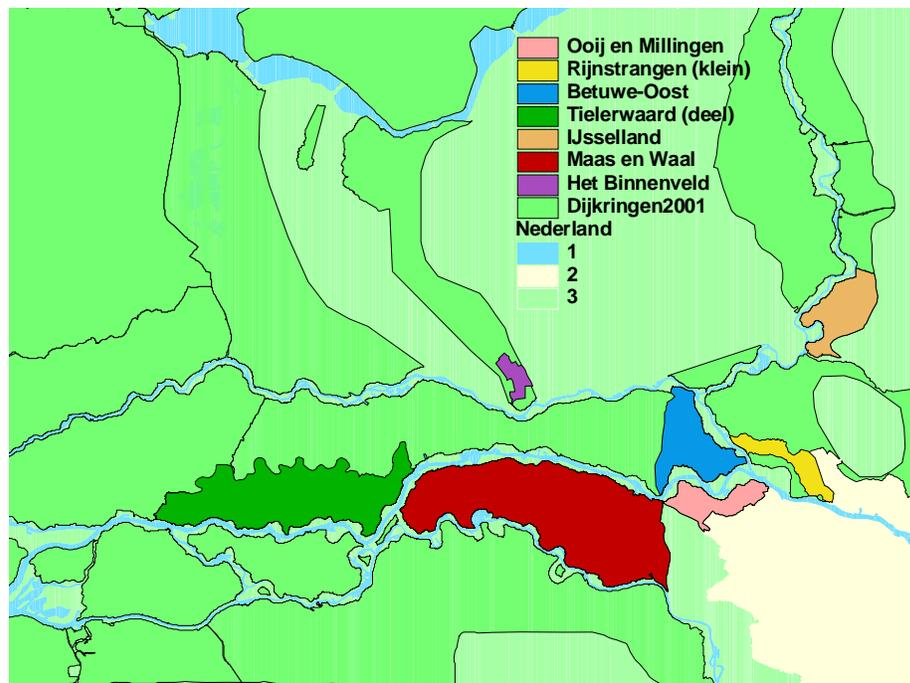 Ooij en Millingen
Rijnstrangen (klein)
Betuwe-Oost
Tielerwaard (deel)
IJsselland
Maas en Waal
Het Binnenveld
Dijkringen2001
Nederland
1
2
3